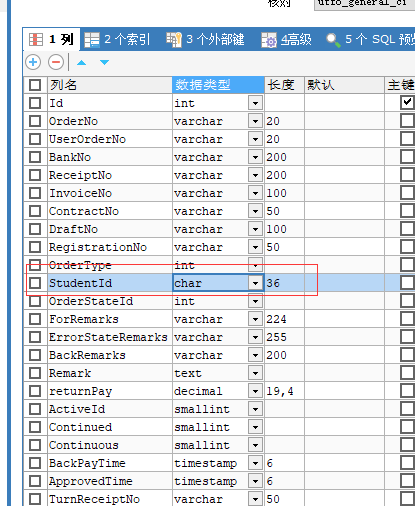 核对 utf8_general_ci
1 列 2 个索引 3 个外部键 4高级 5 个 SQL 预览
列名 数据类型 长度 默认 主键
Id int
OrderNo varchar 20
UserOrderNo varchar 20
BankNo varchar 200
ReceiptNo varchar 200
InvoiceNo varchar 100
ContractNo varchar 50
DraftNo varchar 100
RegistrationNo varchar 50
OrderType int
StudentId char 36
OrderStateId int
ForRemarks varchar 224
ErrorStateRemarks varchar 255
BackRemarks varchar 200
Remark text
returnPay decimal 19,4
ActiveId smallint
Continued smallint
Continuous smallint
BackPayTime timestamp 6
ApprovedTime timestamp 6
TurnReceiptNo varchar 50